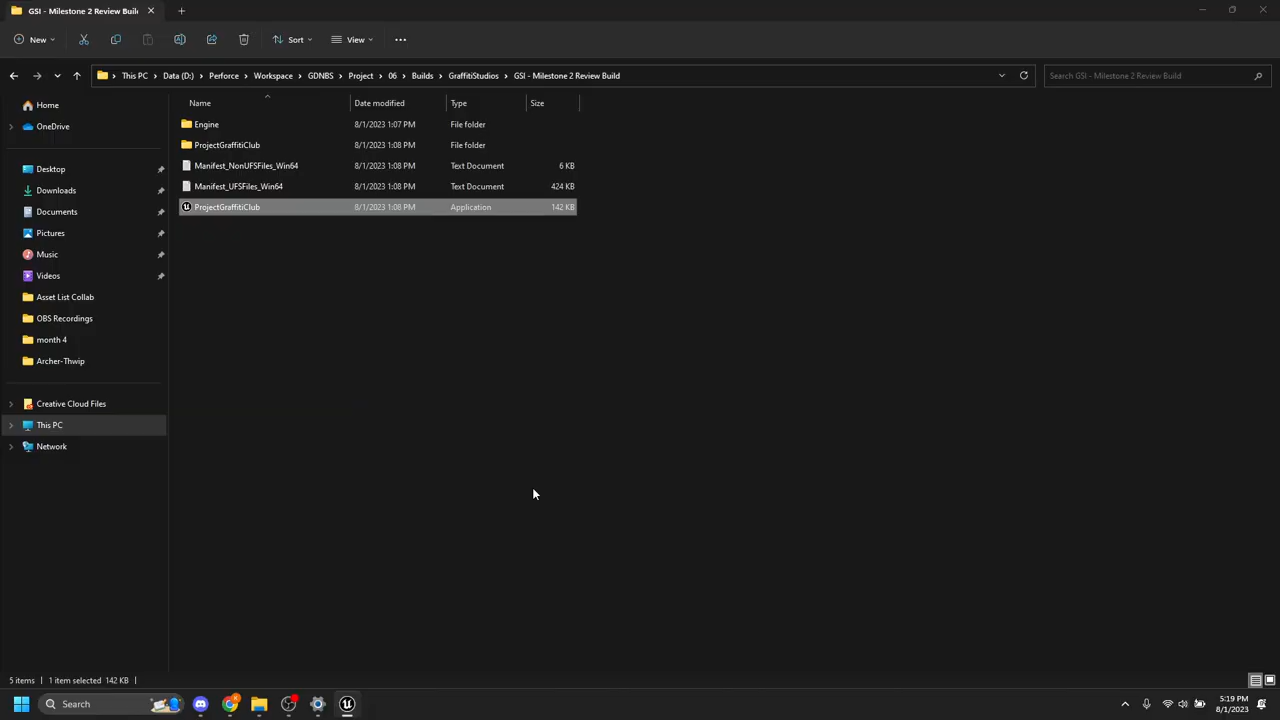 GSI - Milestone 2 Review Build
New
Sort
View
This PC > Data (D:) > Perforce > Workspace > GDNBS > Project > 06 > Builds > GraffitiStudios > GSI - Milestone 2 Review Build
Search GSI - Milestone 2 Review Build
Name Date modified Type Size
Engine 8/1/2023 1:07 PM File folder
ProjectGraffitiClub 8/1/2023 1:08 PM File folder
Manifest_NonUFSFiles_Win64 8/1/2023 1:08 PM Text Document 6 KB
Manifest_UFSFiles_Win64 8/1/2023 1:08 PM Text Document 424 KB
ProjectGraffitiClub 8/1/2023 1:08 PM Application 142 KB
Home
OneDrive
Desktop
Downloads
Documents
Pictures
Music
Videos
Asset List Collab
OBS Recordings
month 4
Archer-Thwip
Creative Cloud Files
This PC
Network
5 items 1 item selected 142 KB
Search
5:19 PM
8/1/2023